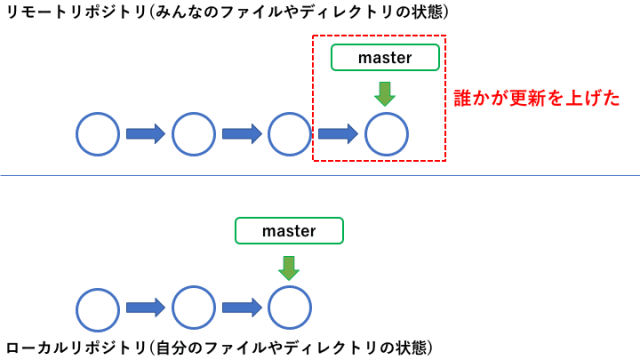 リモートリポジトリ(みんなのファイルやディレクトリの状態)
master
誰かが更新を上げた
master
ローカルリポジトリ(自分のファイルやディレクトリの状態)